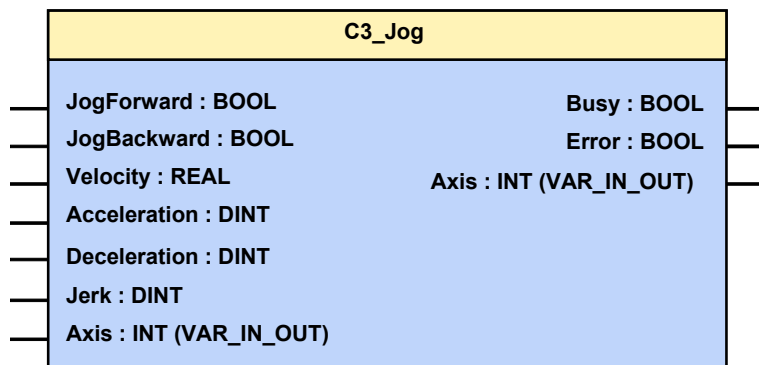 C3_Jog
JogForward : BOOL
JogBackward : BOOL
Velocity : REAL
Acceleration : DINT
Deceleration : DINT
Jerk : DINT
Axis : INT (VAR_IN_OUT)
Busy : BOOL
Error : BOOL
Axis : INT (VAR_IN_OUT)